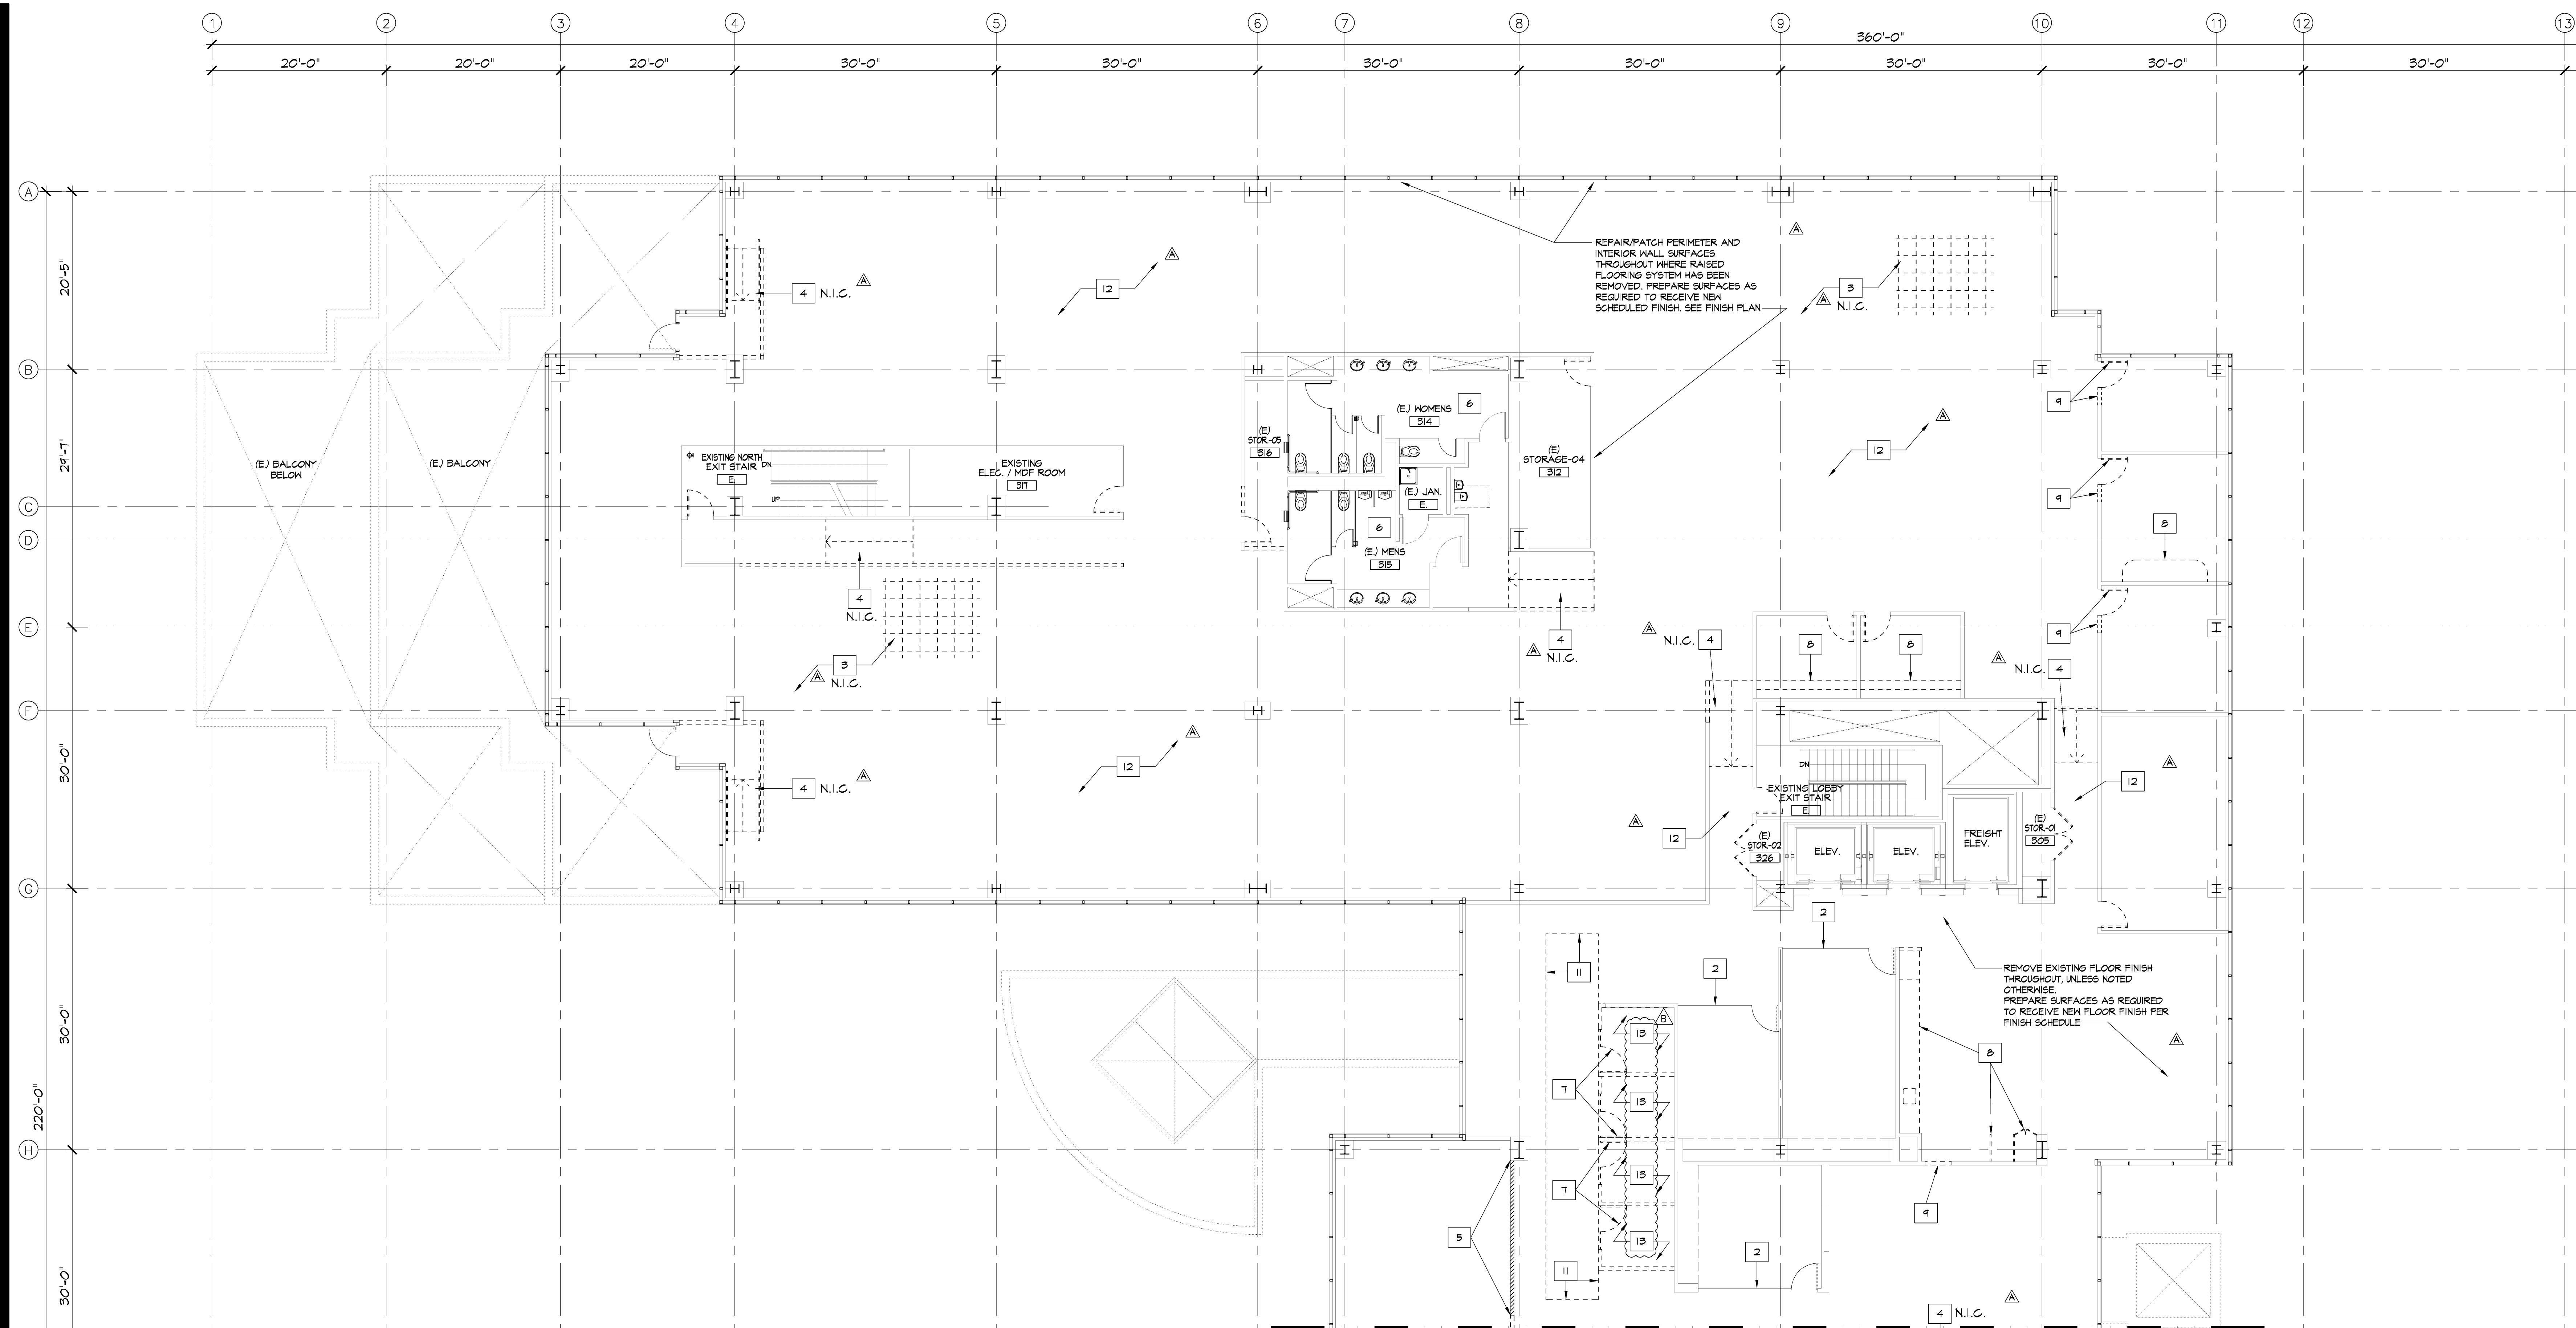 1 2 3 4 5 6 7 8 9 10 11 12 13
360'-0"
20'-0" 20'-0" 20'-0" 30'-0" 30'-0" 30'-0" 30'-0" 30'-0" 30'-0" 30'-0"
A
20'-5"
B
29'-7"
C
D
E
F
30'-0"
G
30'-0"
220'-0"
H
30'-0"
4 N.I.C. A
12 A
REPAIR/PATCH PERIMETER AND
INTERIOR WALL SURFACES
THROUGHOUT WHERE RAISED
FLOORING SYSTEM HAS BEEN
REMOVED. PREPARE SURFACES AS
REQUIRED TO RECEIVE NEW
SCHEDULED FINISH. SEE FINISH PLAN
A
3
A N.I.C.
(E.) BALCONY
BELOW
(E.) BALCONY
EXISTING NORTH
EXIT STAIR DN
E.
UP
EXISTING
ELEC. / MDF ROOM
317
(E)
STOR.-05
316
(E.) WOMENS 6
314
(E.) JAN.
E.
6
(E.) MENS
315
(E)
STORAGE-04
312
12 A
9
9
8
9
4
N.I.C.
3
A N.I.C.
4
A N.I.C.
A
N.I.C. 4
8 8
A
N.I.C. 4
12 A
4 N.I.C. A
A
12
DN
EXISTING LOBBY
EXIT STAIR
E
(E)
STOR.-02
326
ELEV. ELEV.
FREIGHT
ELEV.
(E)
STOR.-01
305
A
12
2
2
2
REMOVE EXISTING FLOOR FINISH
THROUGHOUT, UNLESS NOTED
OTHERWISE.
PREPARE SURFACES AS REQUIRED
TO RECEIVE NEW FLOOR FINISH PER
FINISH SCHEDULE
A
11
B
13
13
13
13
7
7
8
9
5
11
4 N.I.C. A